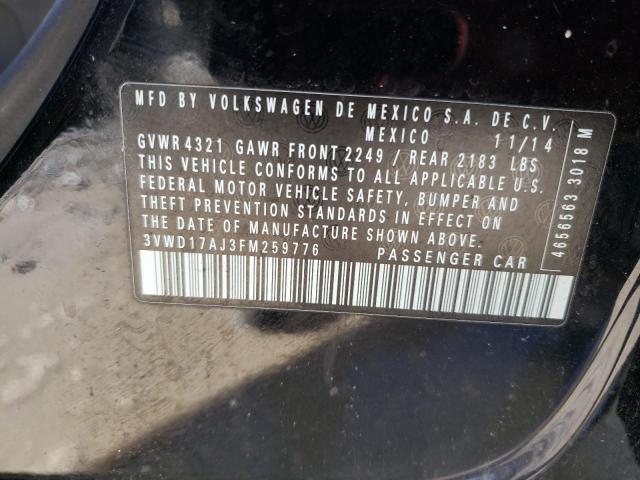 MFD BY VOLKSWAGEN DE MEXICO S.A. DE C.V.
MEXICO 11/14
GVWR 4321 GAWR FRONT 2249 / REAR 2183 LBS
THIS VEHICLE CONFORMS TO ALL APPLICABLE U.S.
FEDERAL MOTOR VEHICLE SAFETY, BUMPER AND
THEFT PREVENTION STANDARDS IN EFFECT ON
THE DATE OF MANUFACTURE SHOWN ABOVE.
3VWD17AJ3FM259776 PASSENGER CAR
4656563 3018 M